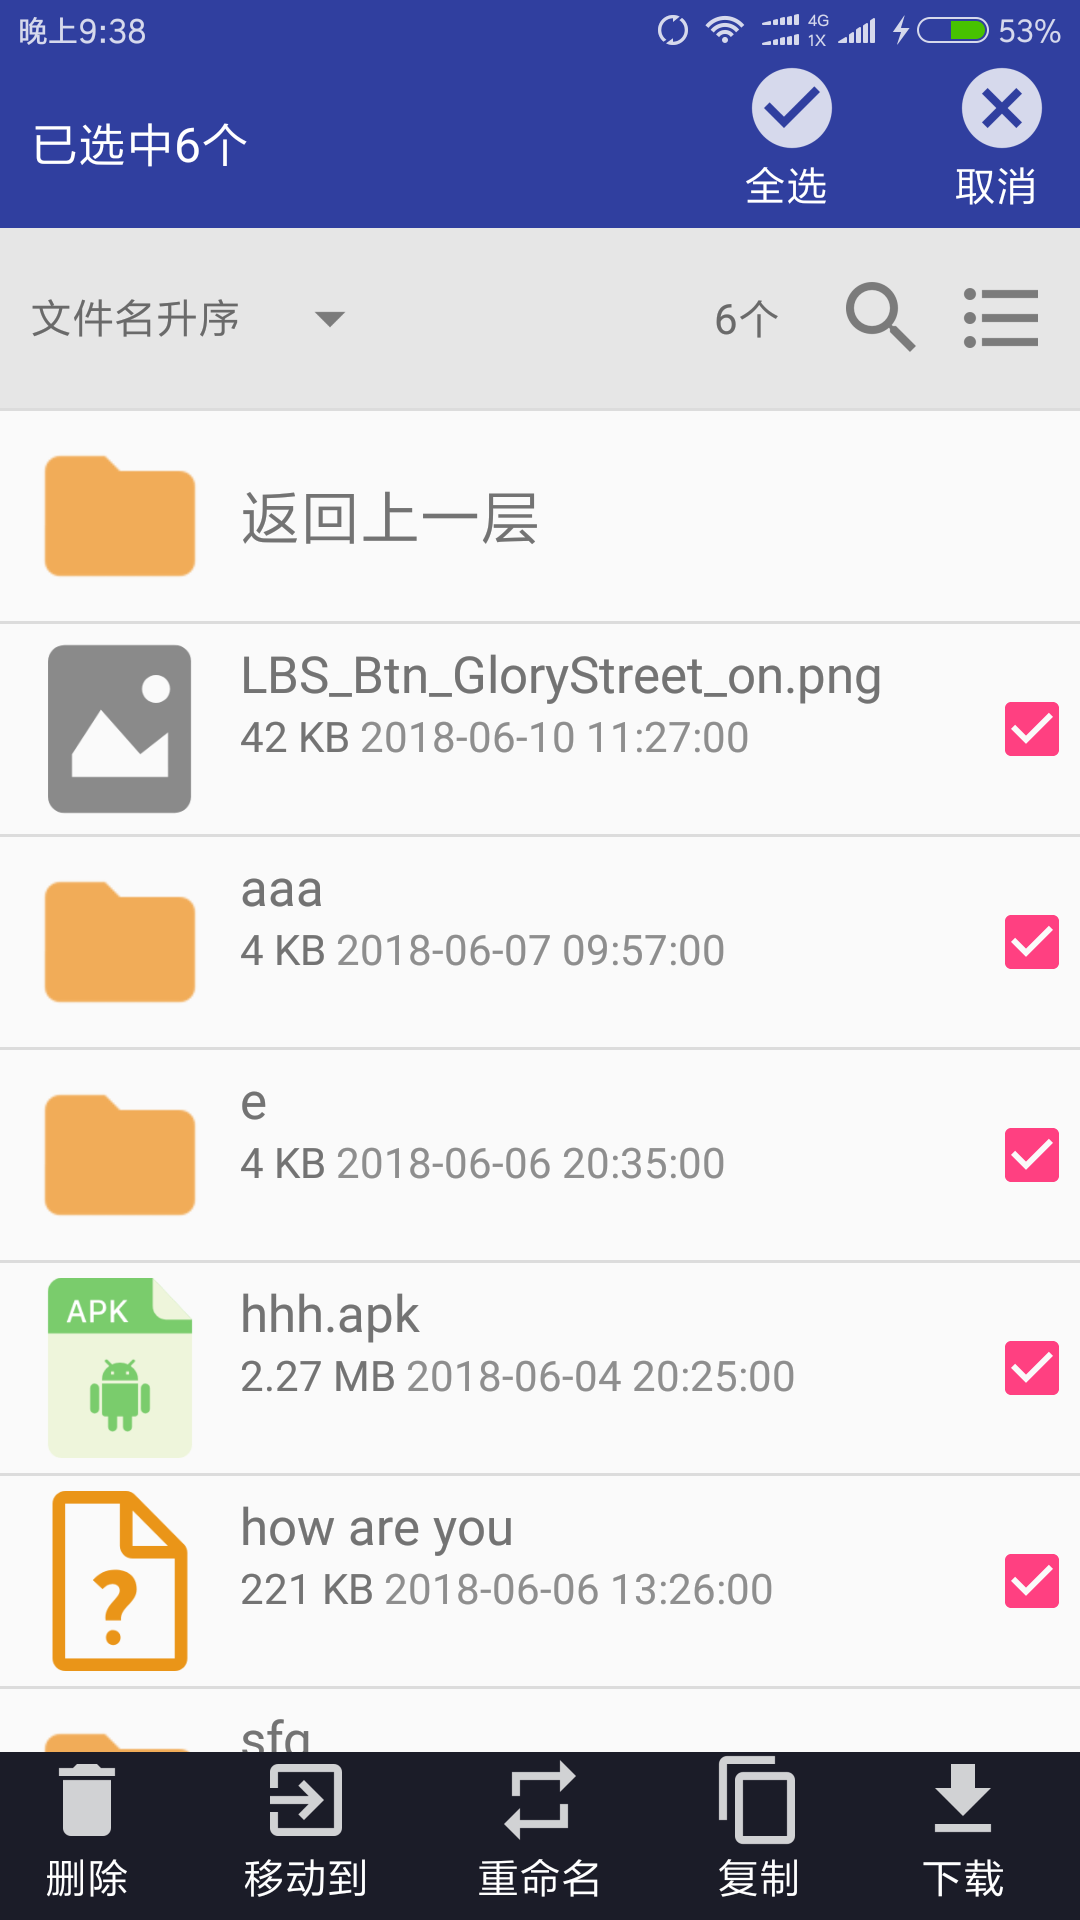 晚上9:38 4G 1X 53%
已选中6个
全选 取消
文件名升序 6个
返回上一层
LBS_Btn_GloryStreet_on.png
42 KB 2018-06-10 11:27:00
aaa
4 KB 2018-06-07 09:57:00
e
4 KB 2018-06-06 20:35:00
APK
hhh.apk
2.27 MB 2018-06-04 20:25:00
how are you
221 KB 2018-06-06 13:26:00
删除 移动到 重命名 复制 下载